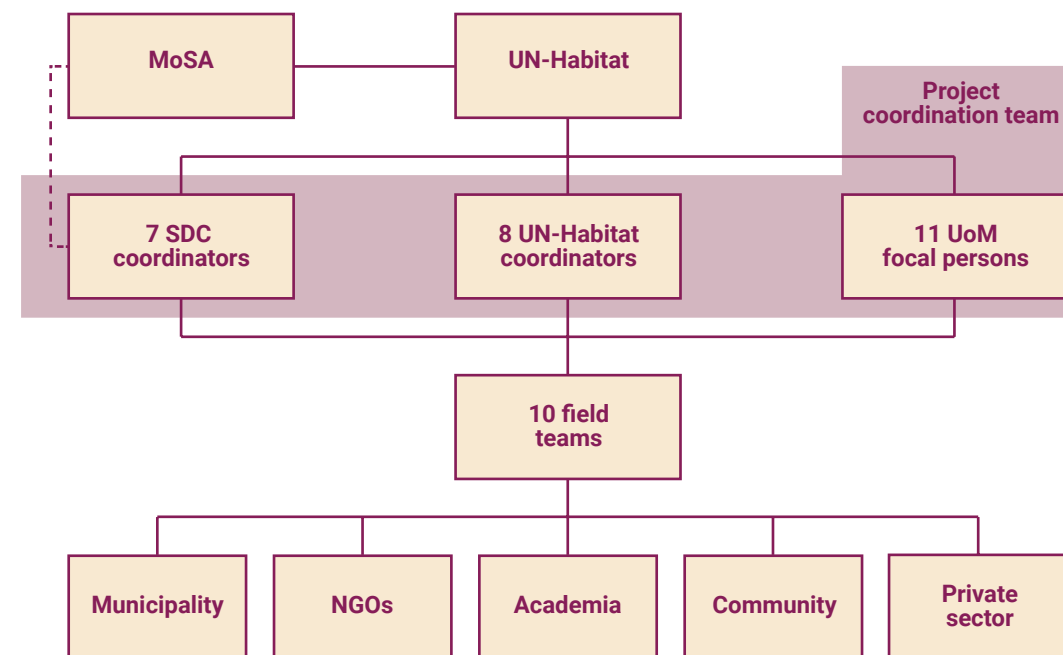 MoSA
UN-Habitat
Project
coordination team
7 SDC
coordinators
8 UN-Habitat
coordinators
11 UoM
focal persons
10 field
teams
Municipality
NGOs
Academia
Community
Private
sector